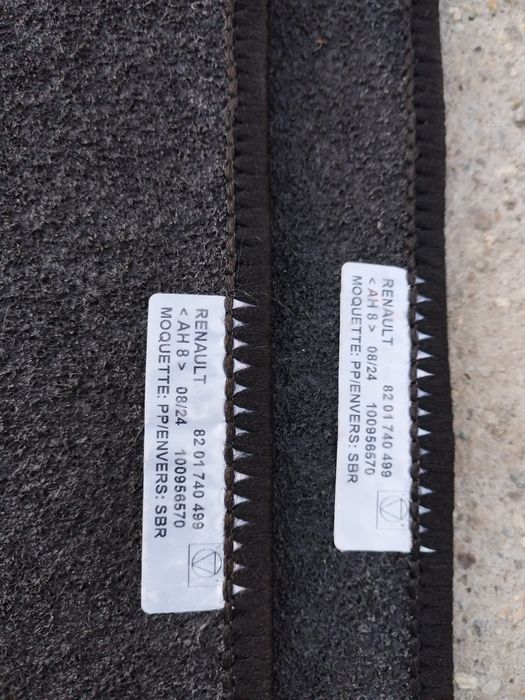 RENAULT 82 01 740 499
< AH 8 > 08/24 100956570
MOQUETTE: PP/ENVERS: SBR
RENAULT 82 01 740 499
< AH 8 > 08/24 100956570
MOQUETTE: PP/ENVERS: SBR